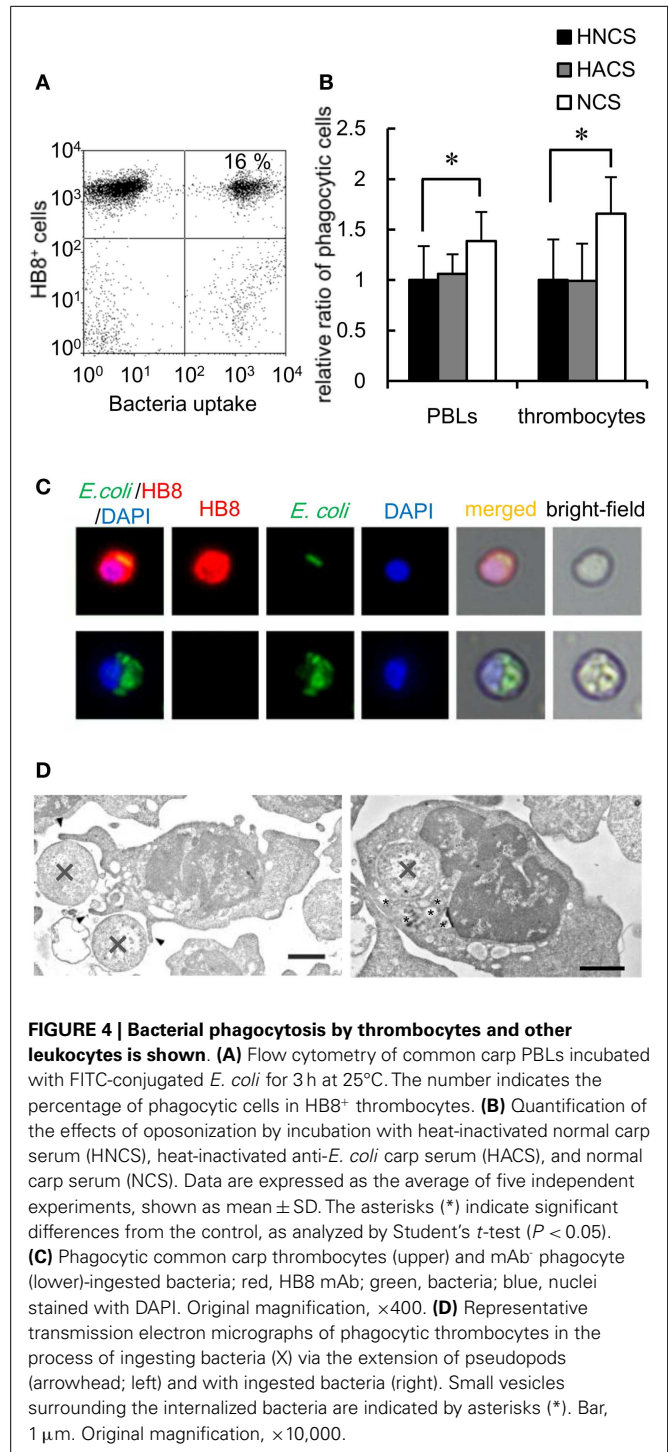 HNCS
HACS
NCS
A
B
16 %
10⁴
10³
10²
10¹
10⁰
HB8⁺ cells
10⁰ 10¹ 10² 10³ 10⁴
Bacteria uptake
relative ratio of phagocytic cells
2.5
2
1.5
1
0.5
0
* *
PBLs thrombocytes
C
E.coli /HB8
/DAPI
HB8
E. coli
DAPI
merged
bright-field
D
X
X
X
* * * * *
FIGURE 4 | Bacterial phagocytosis by thrombocytes and other
leukocytes is shown. (A) Flow cytometry of common carp PBLs incubated
with FITC-conjugated E. coli for 3 h at 25°C. The number indicates the
percentage of phagocytic cells in HB8⁺ thrombocytes. (B) Quantification of
the effects of oposonization by incubation with heat-inactivated normal carp
serum (HNCS), heat-inactivated anti-E. coli carp serum (HACS), and normal
carp serum (NCS). Data are expressed as the average of five independent
experiments, shown as mean ± SD. The asterisks (*) indicate significant
differences from the control, as analyzed by Student's t-test (P < 0.05).
(C) Phagocytic common carp thrombocytes (upper) and mAb⁻ phagocyte
(lower)-ingested bacteria; red, HB8 mAb; green, bacteria; blue, nuclei
stained with DAPI. Original magnification, ×400. (D) Representative
transmission electron micrographs of phagocytic thrombocytes in the
process of ingesting bacteria (X) via the extension of pseudopods
(arrowhead; left) and with ingested bacteria (right). Small vesicles
surrounding the internalized bacteria are indicated by asterisks (*). Bar,
1 μm. Original magnification, ×10,000.